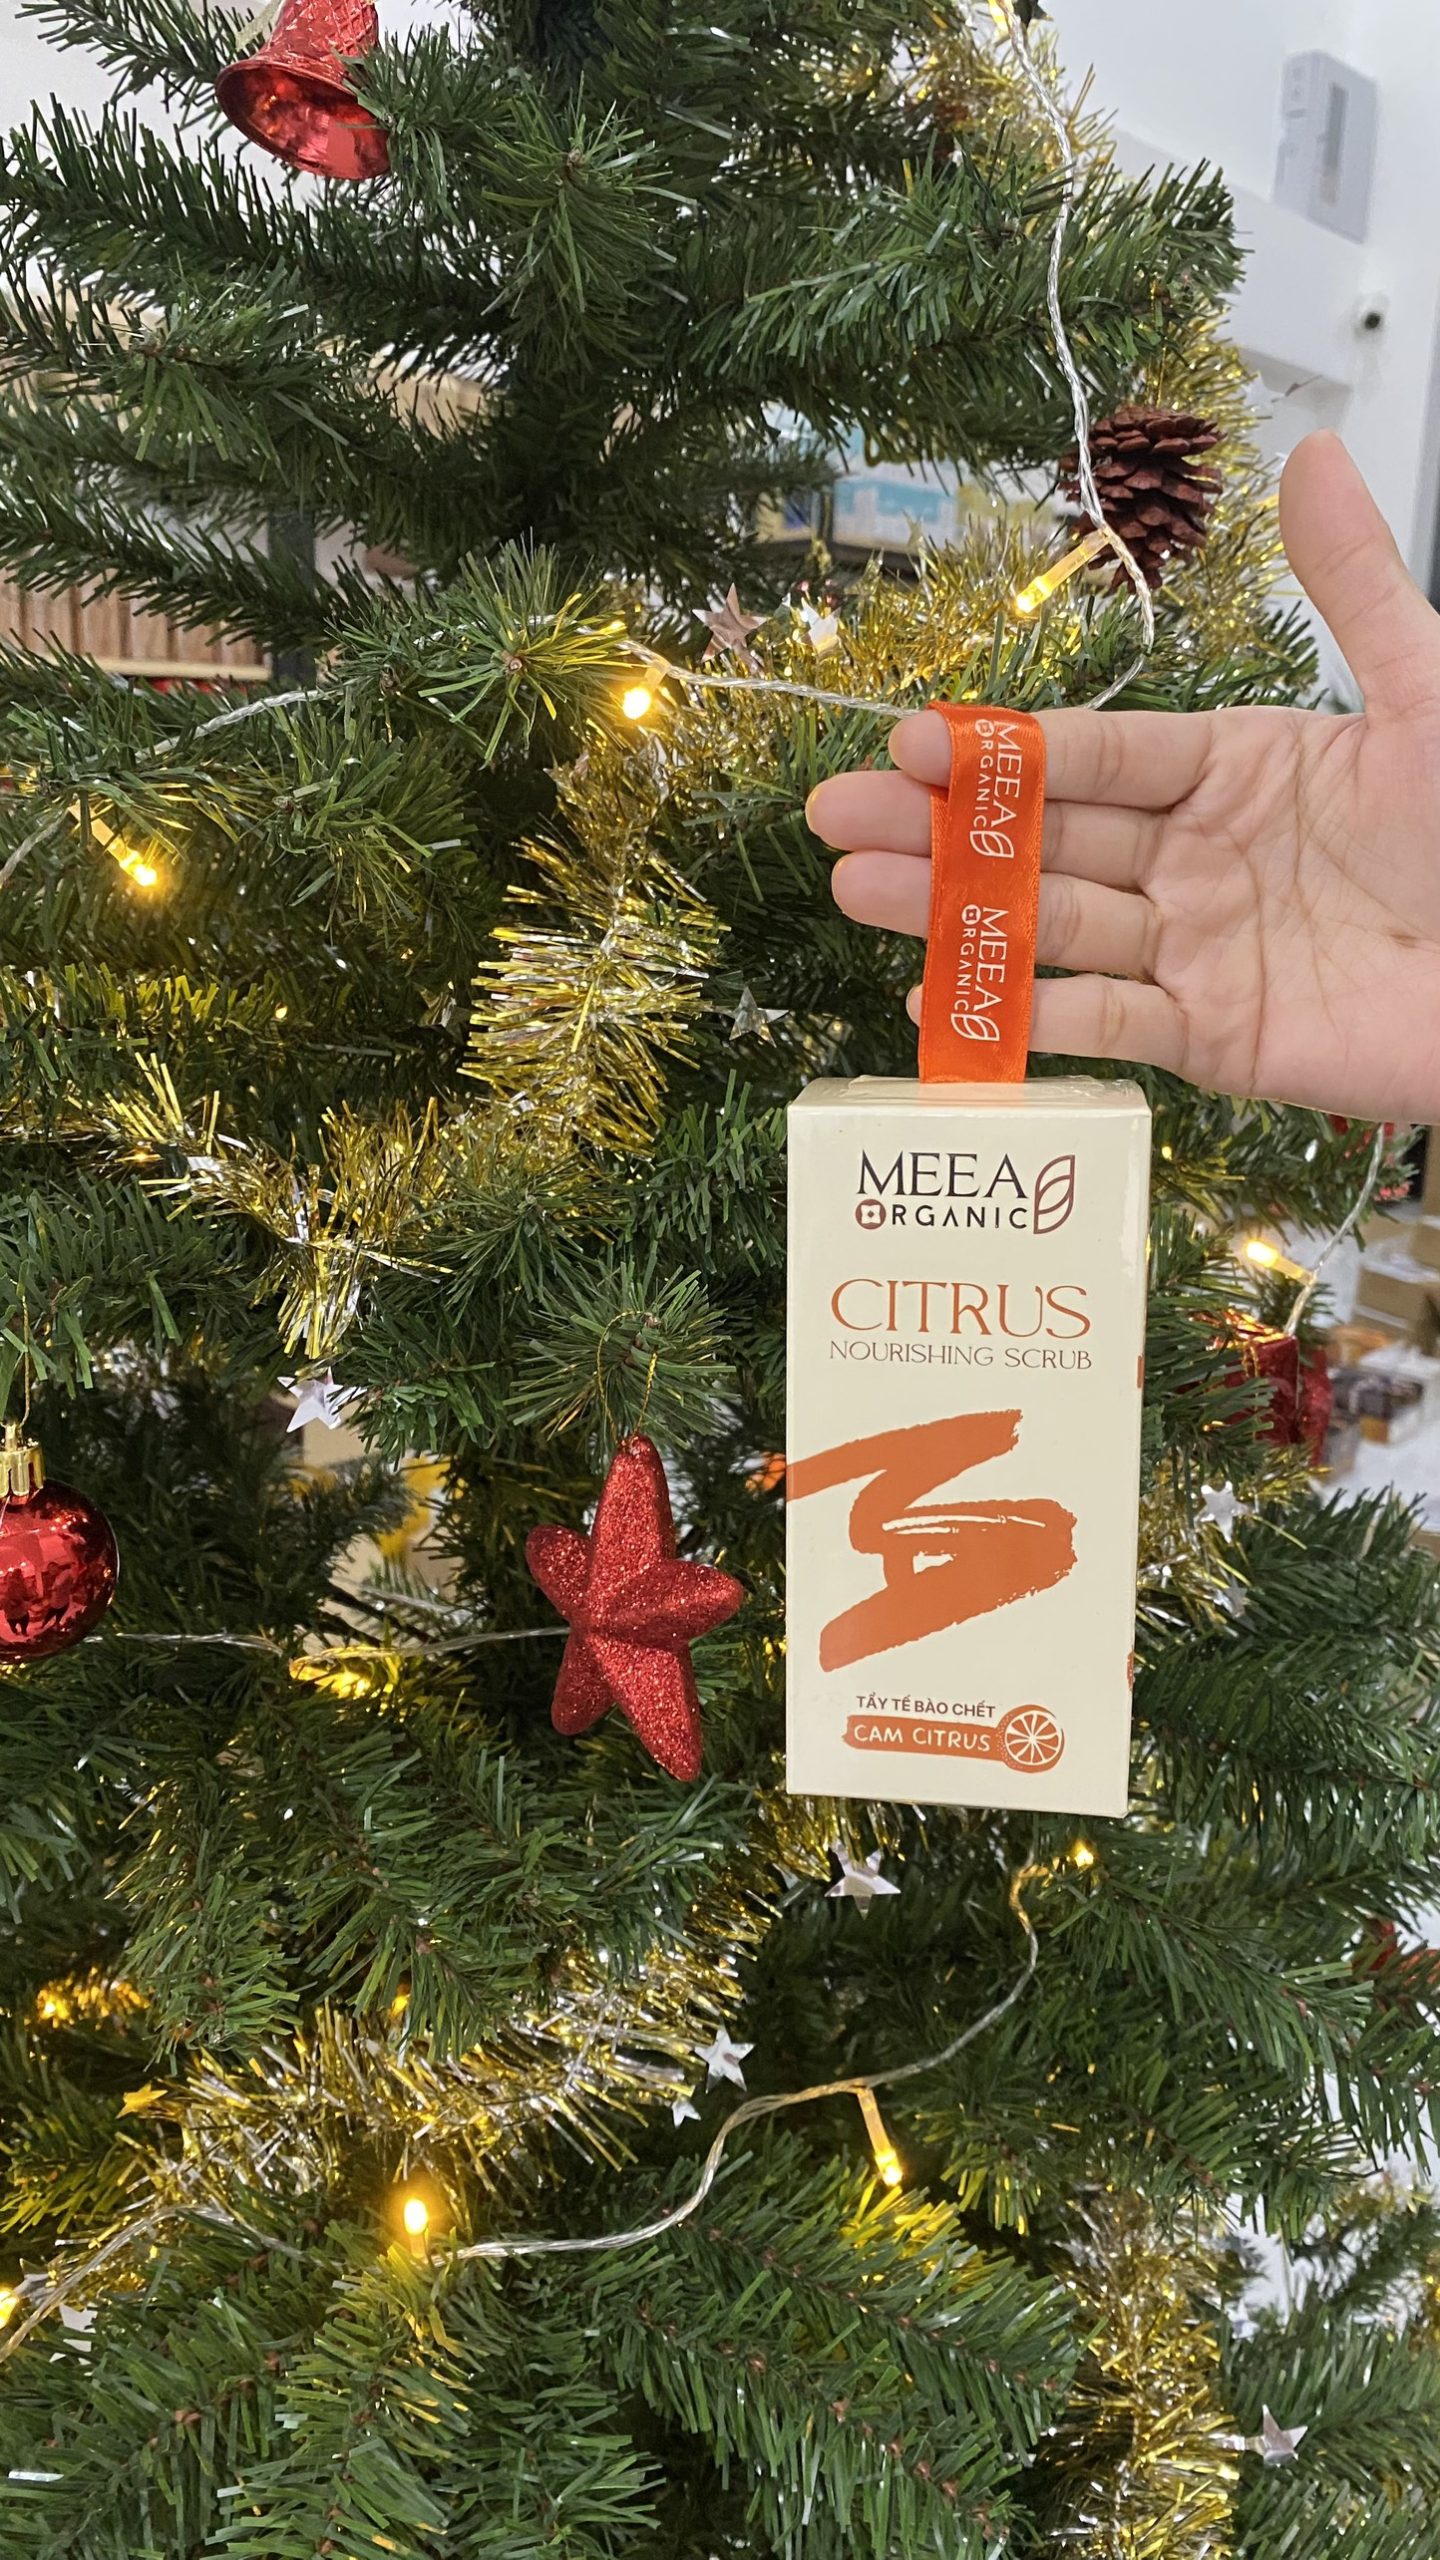 MEEA
ORGANIC
MEEA
ORGANIC
MEEA
ORGANIC
CITRUS
NOURISHING SCRUB
TẨY TẾ BÀO CHẾT
CAM CITRUS